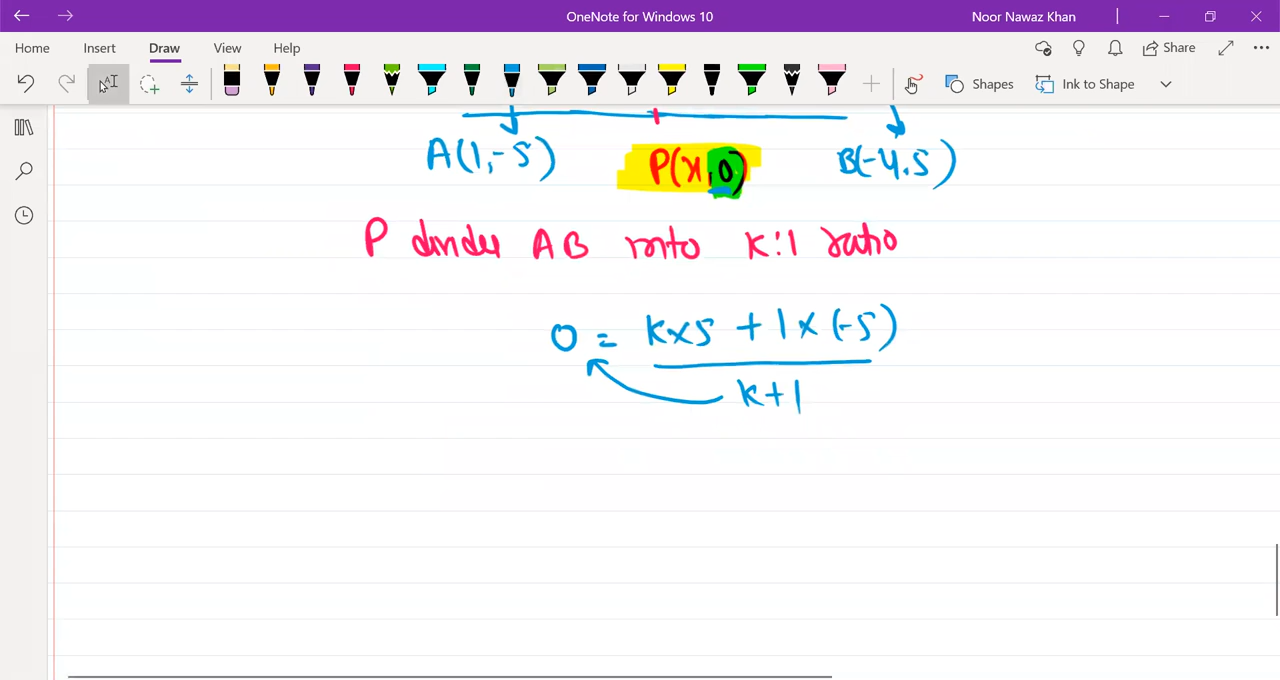 OneNote for Windows 10
Noor Nawaz Khan
Home Insert Draw View Help
Share
Shapes
Ink to Shape
A(1,-5) P(x,0) B(-4,5)
P divides AB into K:1 ratio
0 = K×5 + 1×(-5)
K+1